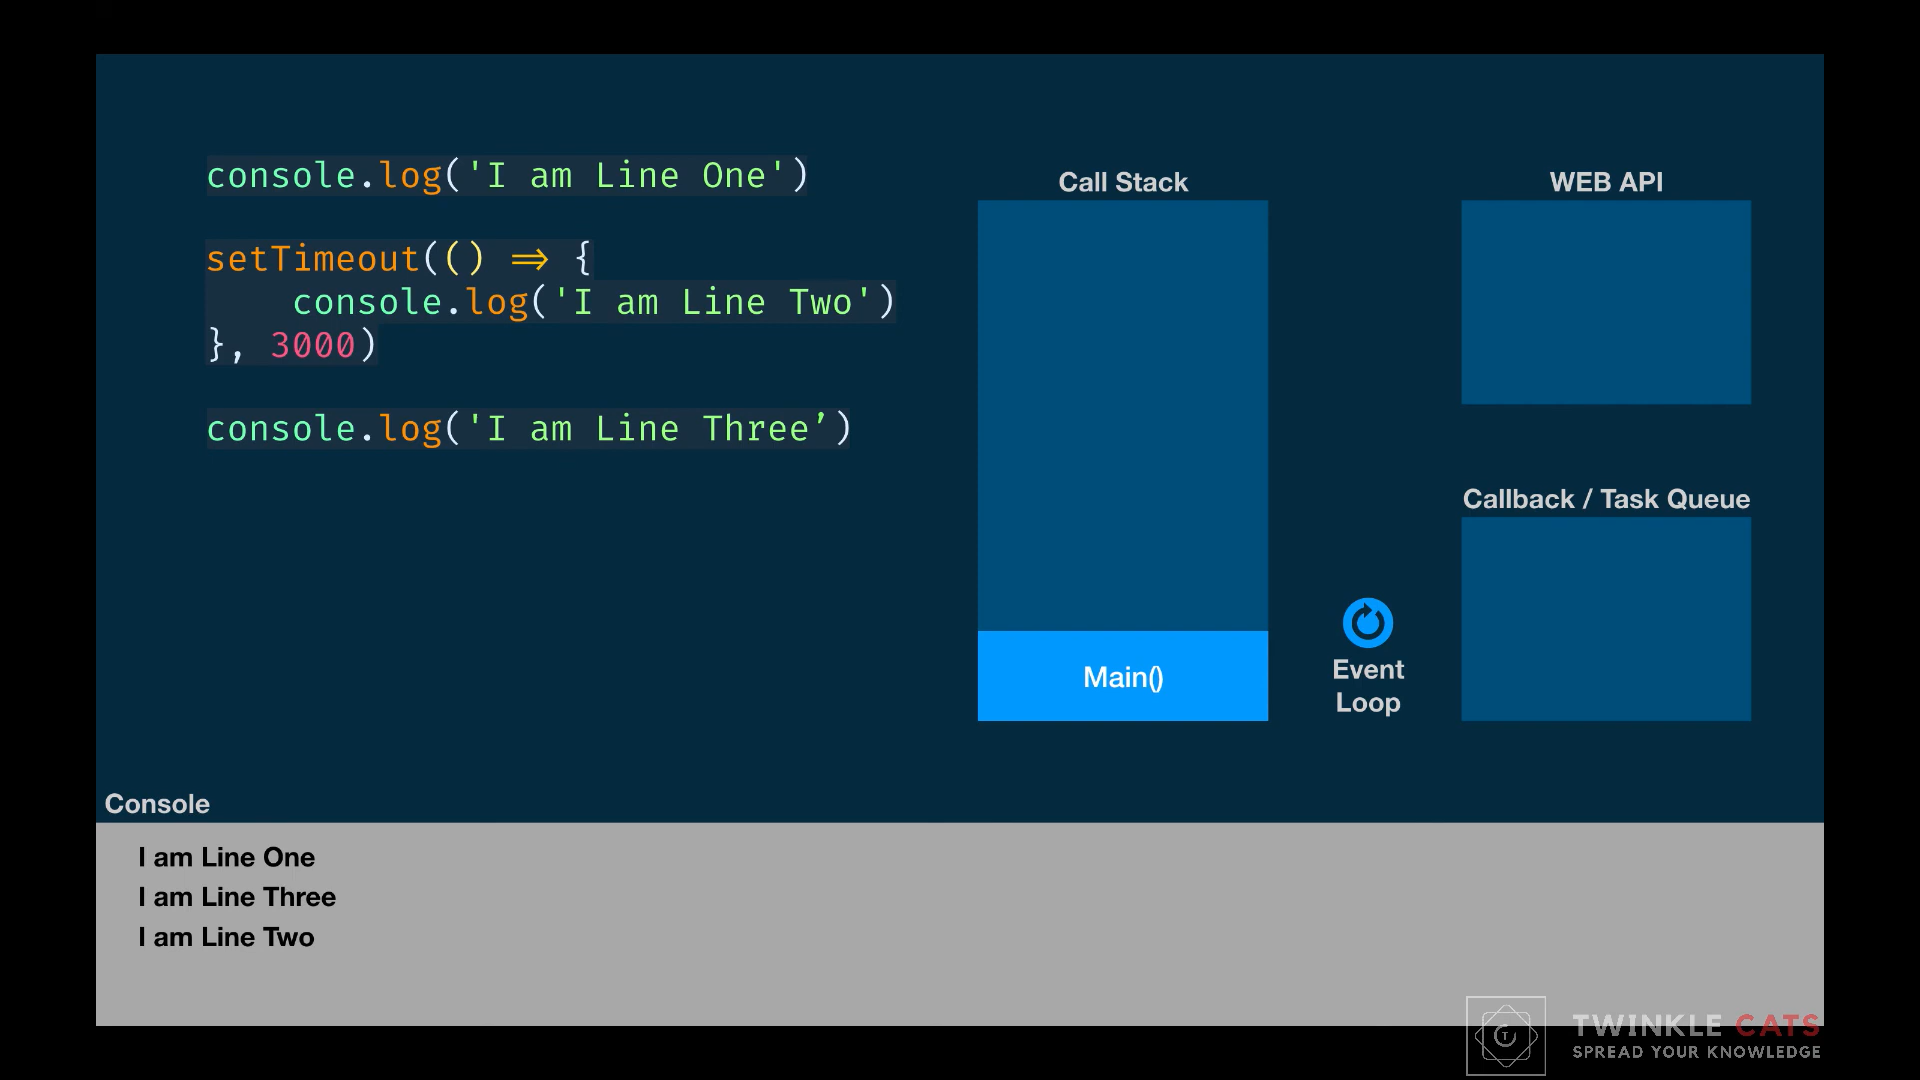 console.log('I am Line One')
setTimeout(() => {
    console.log('I am Line Two')
}, 3000)
console.log('I am Line Three’)
Call Stack
Main()
WEB API
Callback / Task Queue
Event
Loop
Console
I am Line One
I am Line Three
I am Line Two
TWINKLE CATS
SPREAD YOUR KNOWLEDGE